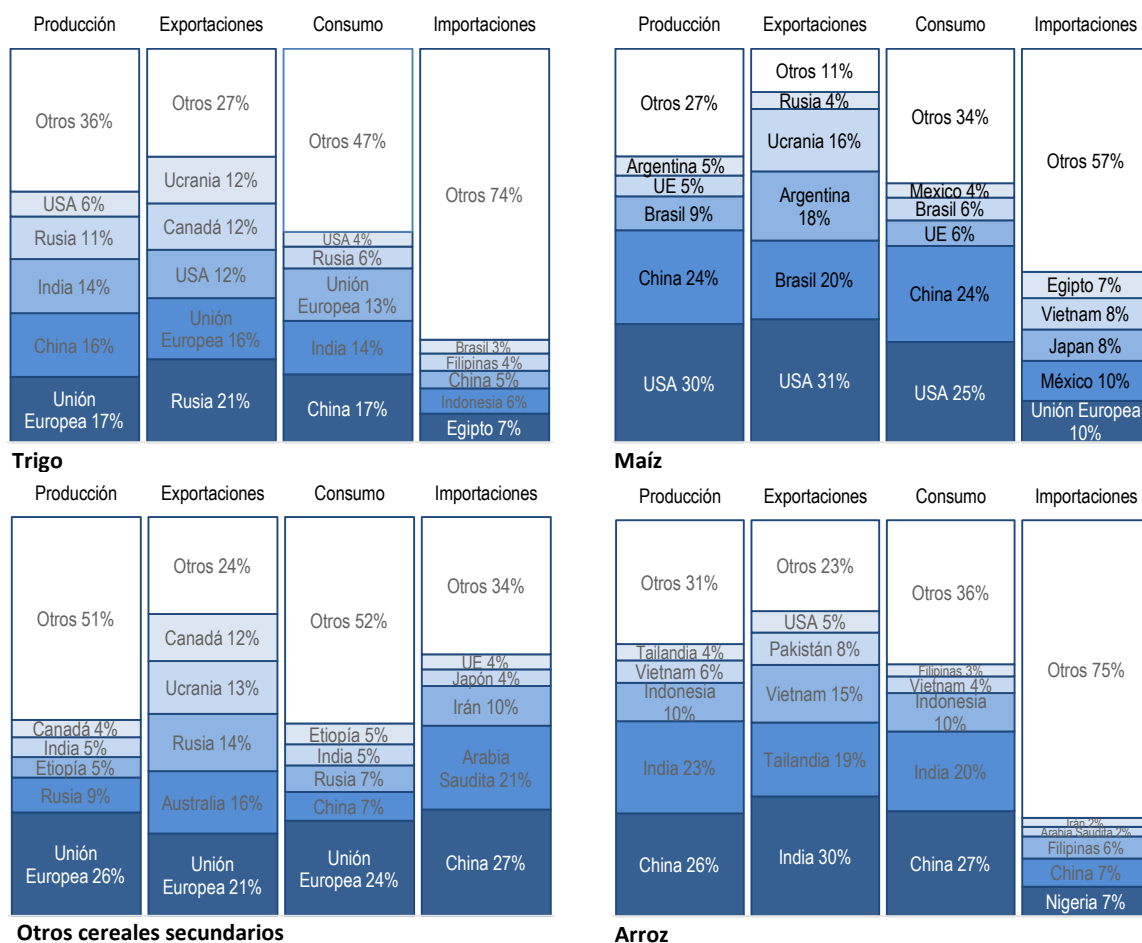 Producción
Exportaciones
Consumo
Importaciones
Otros 36%
USA 6%
Rusia 11%
India 14%
China 16%
Unión
Europea 17%
Otros 27%
Ucrania 12%
Canadá 12%
USA 12%
Unión
Europea 16%
Rusia 21%
Otros 47%
USA 4%
Rusia 6%
Unión
Europea 13%
India 14%
China 17%
Otros 74%
Brasil 3%
Filipinas 4%
China 5%
Indonesia 6%
Egipto 7%
Trigo
Producción
Exportaciones
Consumo
Importaciones
Otros 27%
Argentina 5%
UE 5%
Brasil 9%
China 24%
USA 30%
Otros 11%
Rusia 4%
Ucrania 16%
Argentina
18%
Brasil 20%
USA 31%
Otros 34%
Mexico 4%
Brasil 6%
UE 6%
China 24%
USA 25%
Otros 57%
Egipto 7%
Vietnam 8%
Japan 8%
México 10%
Unión Europea
10%
Maíz
Producción
Exportaciones
Consumo
Importaciones
Otros 51%
Canadá 4%
India 5%
Etiopía 5%
Rusia 9%
Unión
Europea 26%
Otros 24%
Canadá 12%
Ucrania 13%
Rusia 14%
Australia 16%
Unión
Europea 21%
Otros 52%
Etiopía 5%
India 5%
Rusia 7%
China 7%
Unión
Europea 24%
Otros 34%
UE 4%
Japón 4%
Irán 10%
Arabia
Saudita 21%
China 27%
Otros cereales secundarios
Producción
Exportaciones
Consumo
Importaciones
Otros 31%
Tailandia 4%
Vietnam 6%
Indonesia
10%
India 23%
China 26%
Otros 23%
USA 5%
Pakistán 8%
Vietnam 15%
Tailandia 19%
India 30%
Otros 36%
Filipinas 3%
Vietnam 4%
Indonesia
10%
India 20%
China 27%
Otros 75%
Irán 2%
Arabia Saudita 2%
Filipinas 6%
China 7%
Nigeria 7%
Arroz